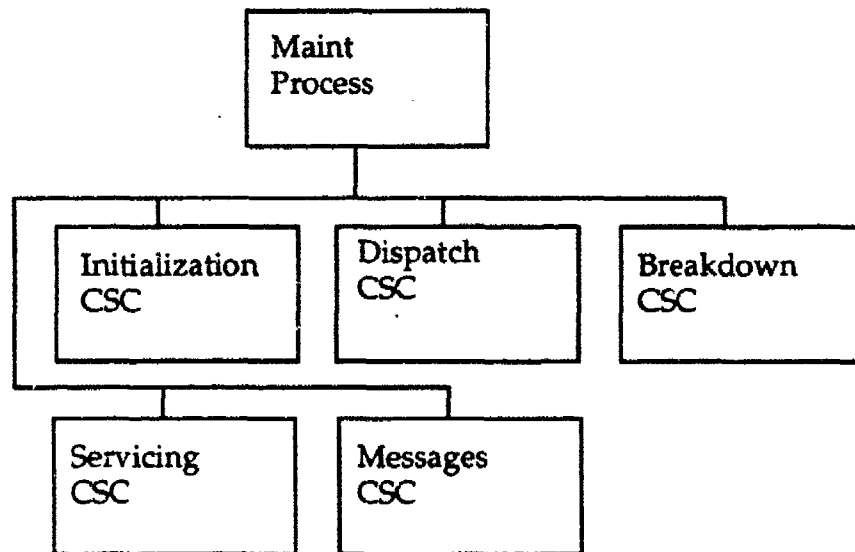 Maint
Process
Initialization
CSC
Dispatch
CSC
Breakdown
CSC
Servicing
CSC
Messages
CSC